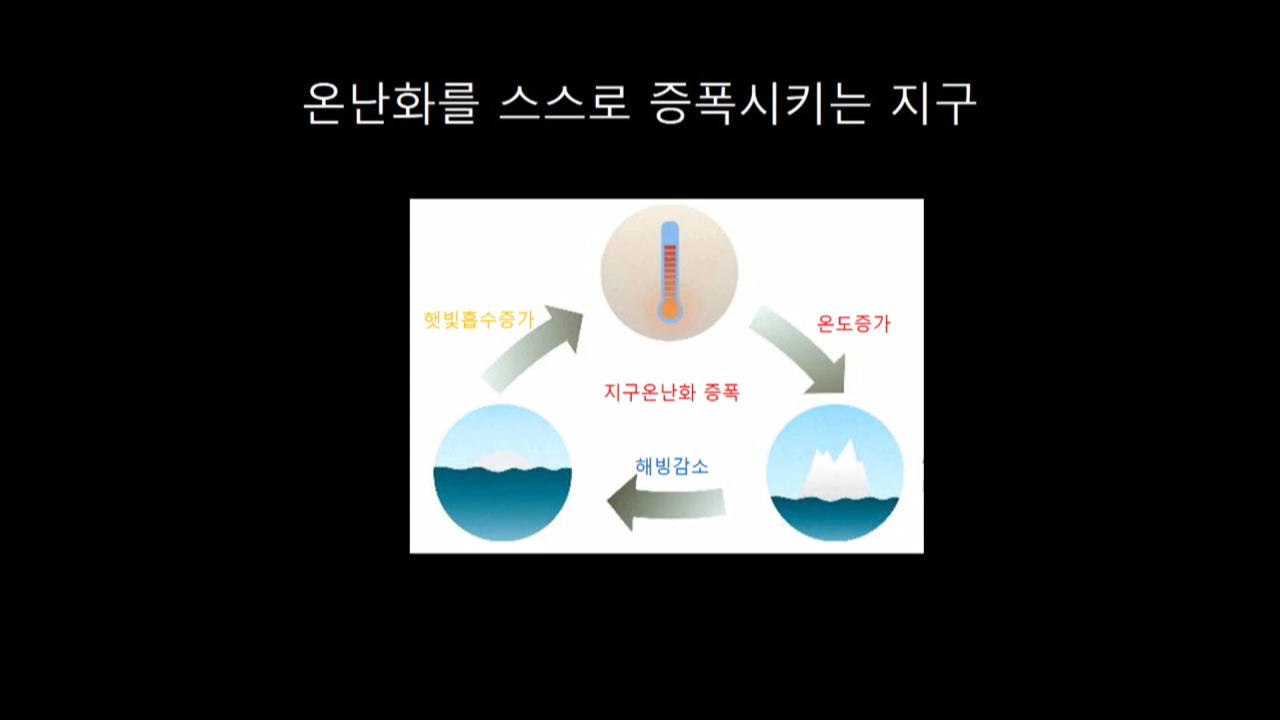 온난화를 스스로 증폭시키는 지구
햇빛흡수증가
온도증가
지구온난화 증폭
해빙감소